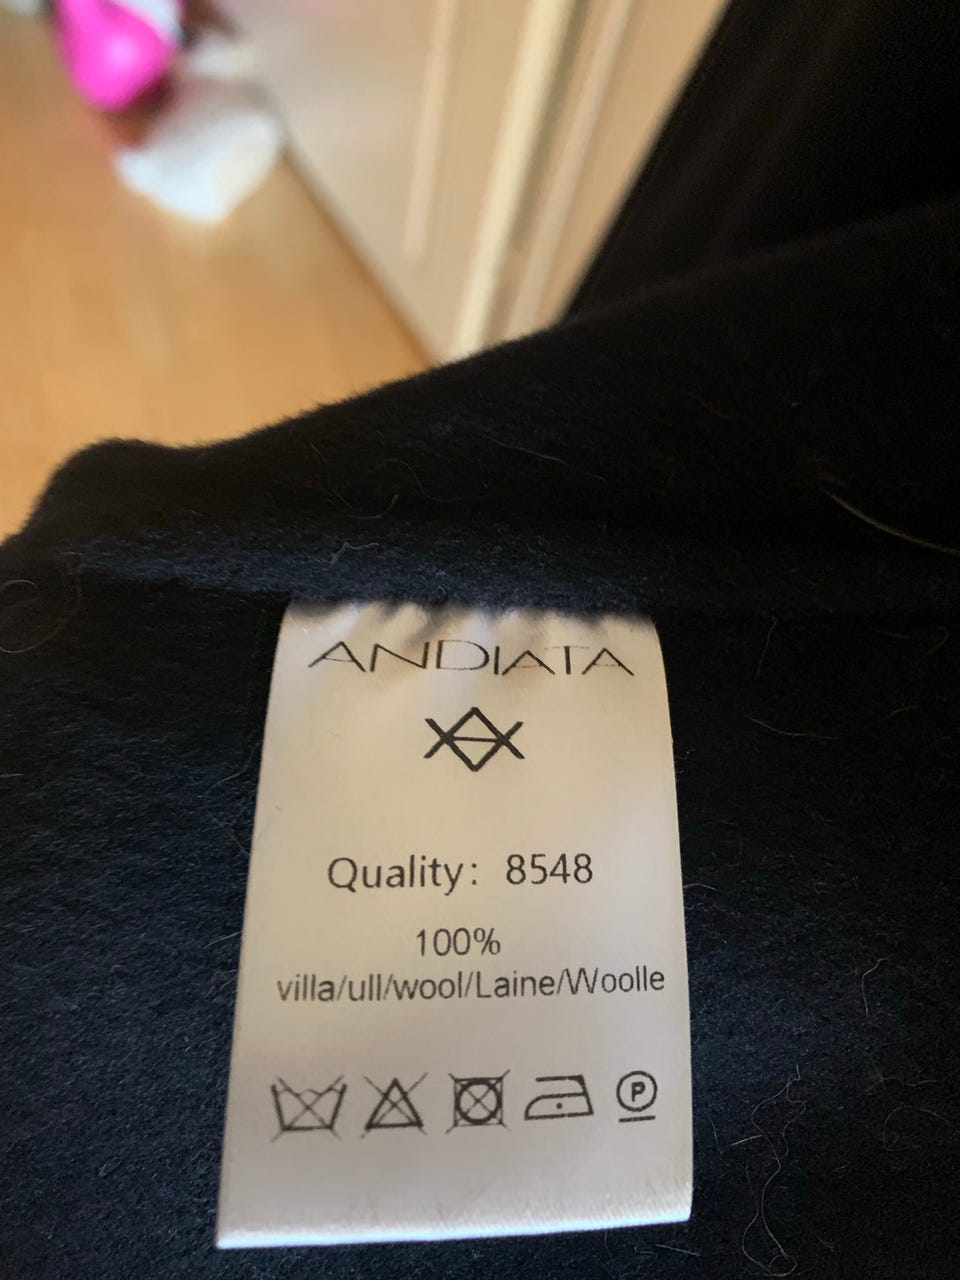 ANDIATA
Quality: 8548
100%
villa/ull/wool/Laine/Woolle
P